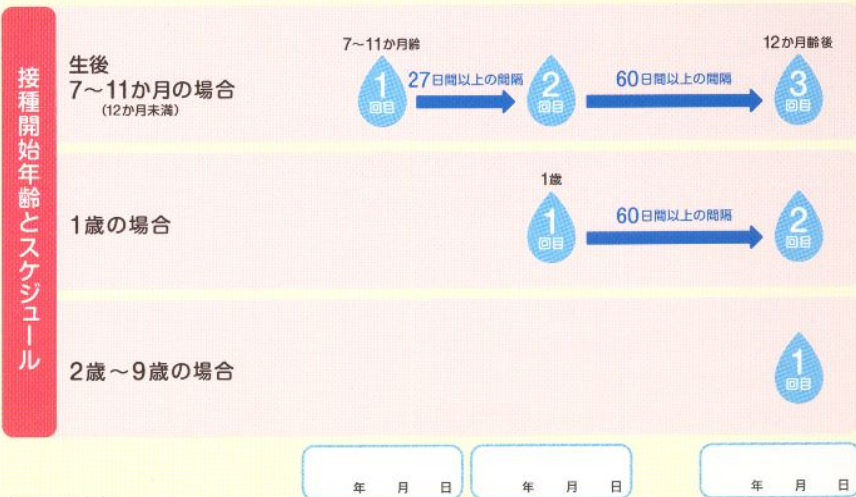 接種開始年齢とスケジュール
生後
7～11か月の場合
(12か月未満)
7～11か月齢
1
回目
27日間以上の間隔
2
回目
60日間以上の間隔
12か月齢後
3
回目
1歳の場合
1歳
1
回目
60日間以上の間隔
2
回目
2歳～9歳の場合
1
回目
年 月 日
年 月 日
年 月 日